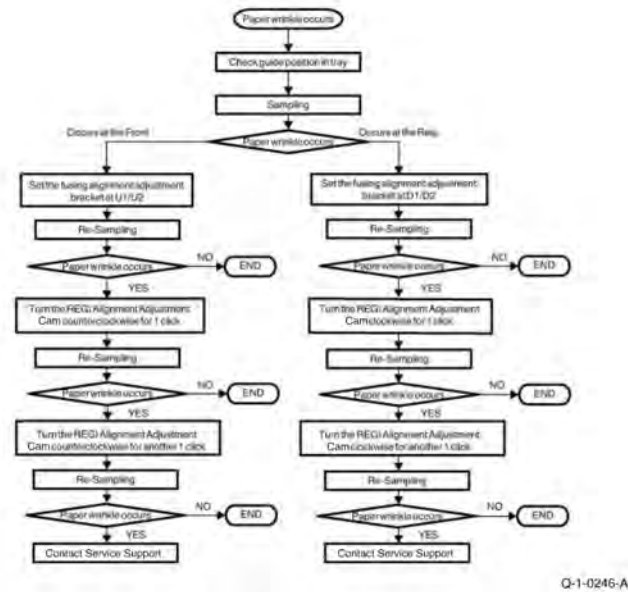 Paper wrinkle occurs
Check guide position in tray
Sampling
Occurs at the Front
Paper wrinkle occurs
Occurs at the Rear
Set the fusing alignment adjustment
bracket at U1/U2
Re-Sampling
Paper wrinkle occurs
NO
END
YES
Turn the REGI Alignment Adjustment
Cam counterclockwise for 1 click
Re-Sampling
Paper wrinkle occurs
NO
END
YES
Turn the REGI Alignment Adjustment
Cam counterclockwise for another 1 click
Re-Sampling
Paper wrinkle occurs
NO
END
YES
Contact Service Support
Set the fusing alignment adjustment
bracket at D1/D2
Re-Sampling
Paper wrinkle occurs
NO
END
YES
Turn the REGI Alignment Adjustment
Cam clockwise for 1 click
Re-Sampling
Paper wrinkle occurs
NO
END
YES
Turn the REGI Alignment Adjustment
Cam clockwise for another 1 click
Re-Sampling
Paper wrinkle occurs
NO
END
YES
Contact Service Support
Q-1-0246-A